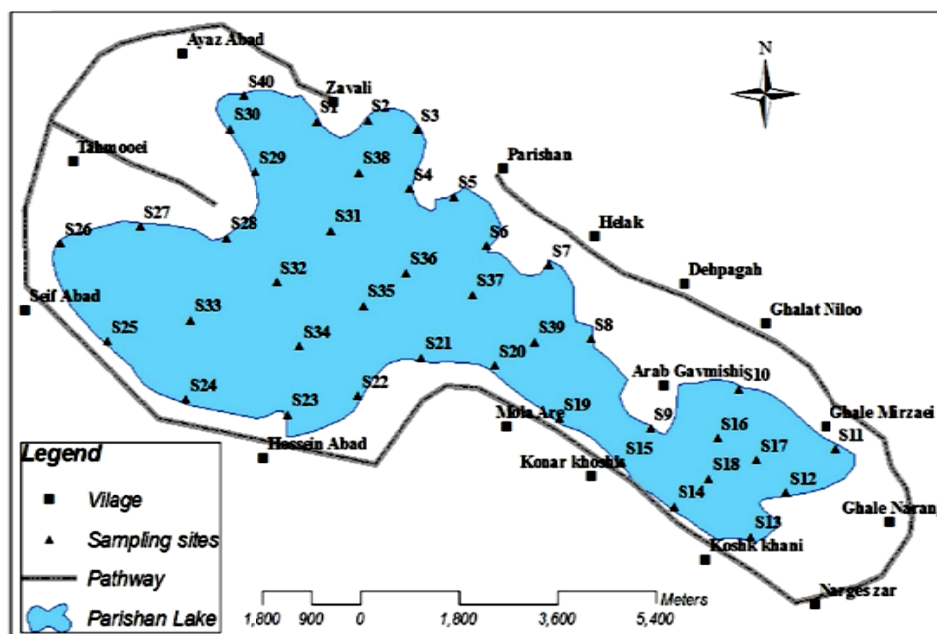 Ayaz Abad
N
S40
Zavali
S1
S2
S3
S30
Tahmooei
S29
S38
Parishan
S4
S5
S27
S28
S31
Helak
S26
S6
S7
S36
Dehpagah
S32
S37
Seif Abad
S33
S35
Ghalat Niloo
S25
S34
S39
S8
S21
S20
Arab Gavmishi
S10
S24
S22
S23
Mola Are
S19
S9
Ghale Mirzaei
S11
Hossein Abad
S15
S16
S17
Konar khoshk
S18
S12
S14
Ghale Narang
S13
Koshk khani
Nargeszar
Legend
Vilage
Sampling sites
Pathway
Parishan Lake
Meters
1,800 900 0 1,800 3,600 5,400